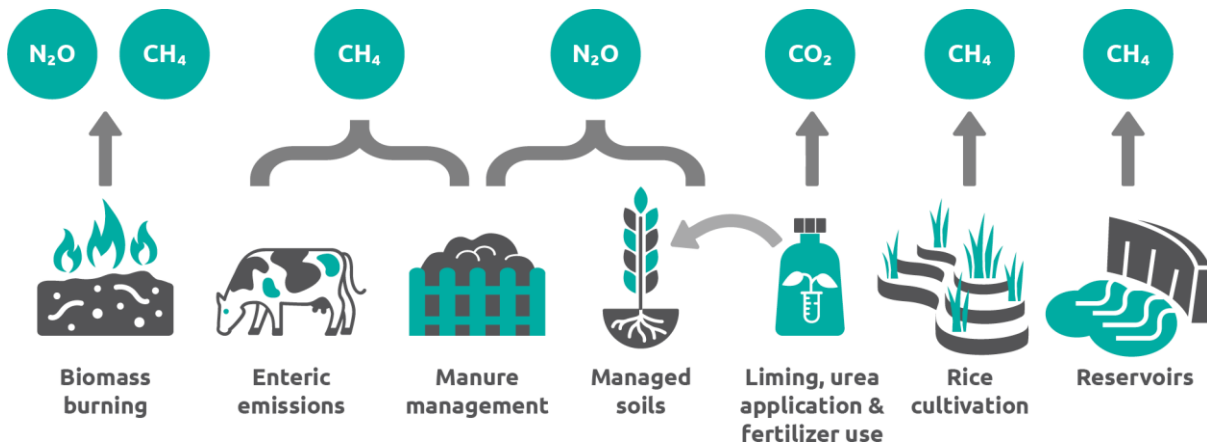 N₂O CH₄ CH₄ N₂O CO₂ CH₄ CH₄
Biomass
burning
Enteric
emissions
Manure
management
Managed
soils
Liming, urea
application &
fertilizer use
Rice
cultivation
Reservoirs